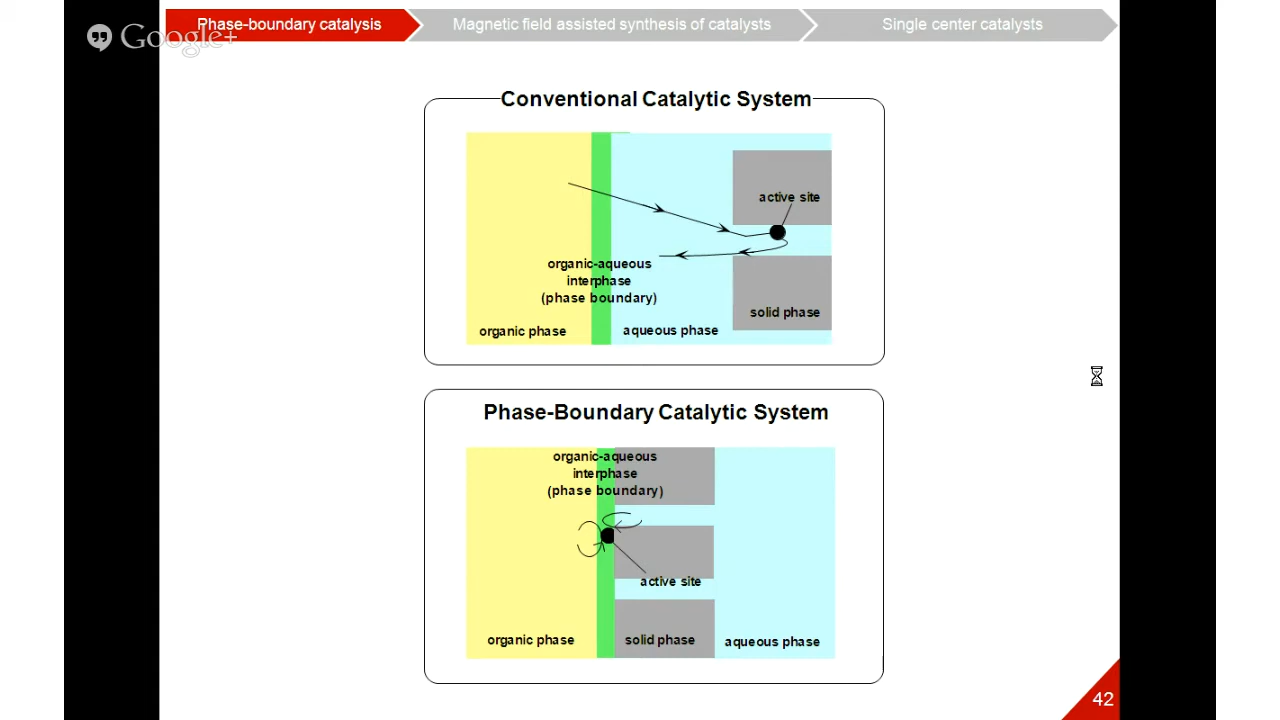 Phase-boundary catalysis
Magnetic field assisted synthesis of catalysts
Single center catalysts
Google+
Conventional Catalytic System
active site
organic-aqueous
interphase
(phase boundary)
solid phase
organic phase
aqueous phase
Phase-Boundary Catalytic System
organic-aqueous
interphase
(phase boundary)
active site
organic phase
solid phase
aqueous phase
42